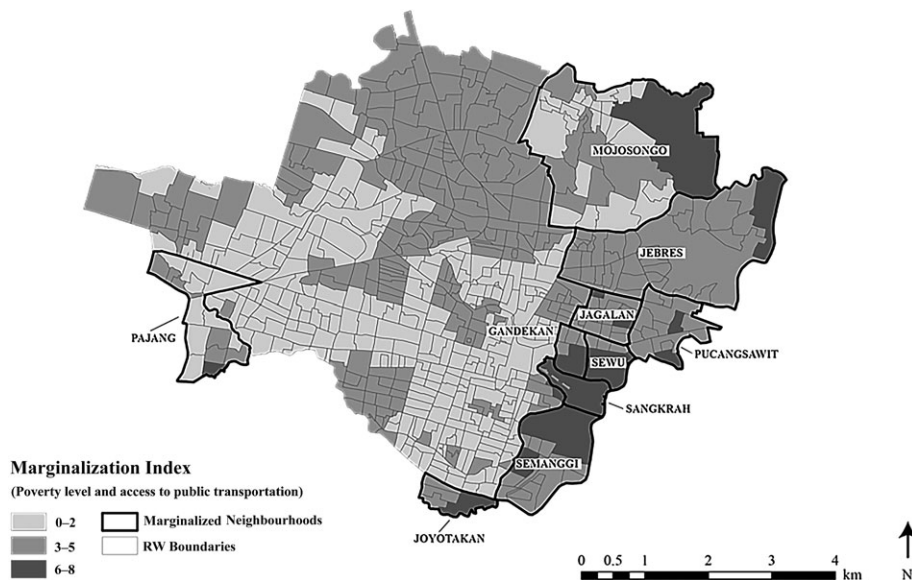 MOJOSONGO
JEBRES
JAGALAN
GANDEKAN
PAJANG
PUCANGSAWIT
SEWU
SANGKRAH
SEMANGGI
JOYOTAKAN
Marginalization Index
(Poverty level and access to public transportation)
0–2
Marginalized Neighbourhoods
3–5
RW Boundaries
6–8
0 0.5 1 2 3 4
km
N